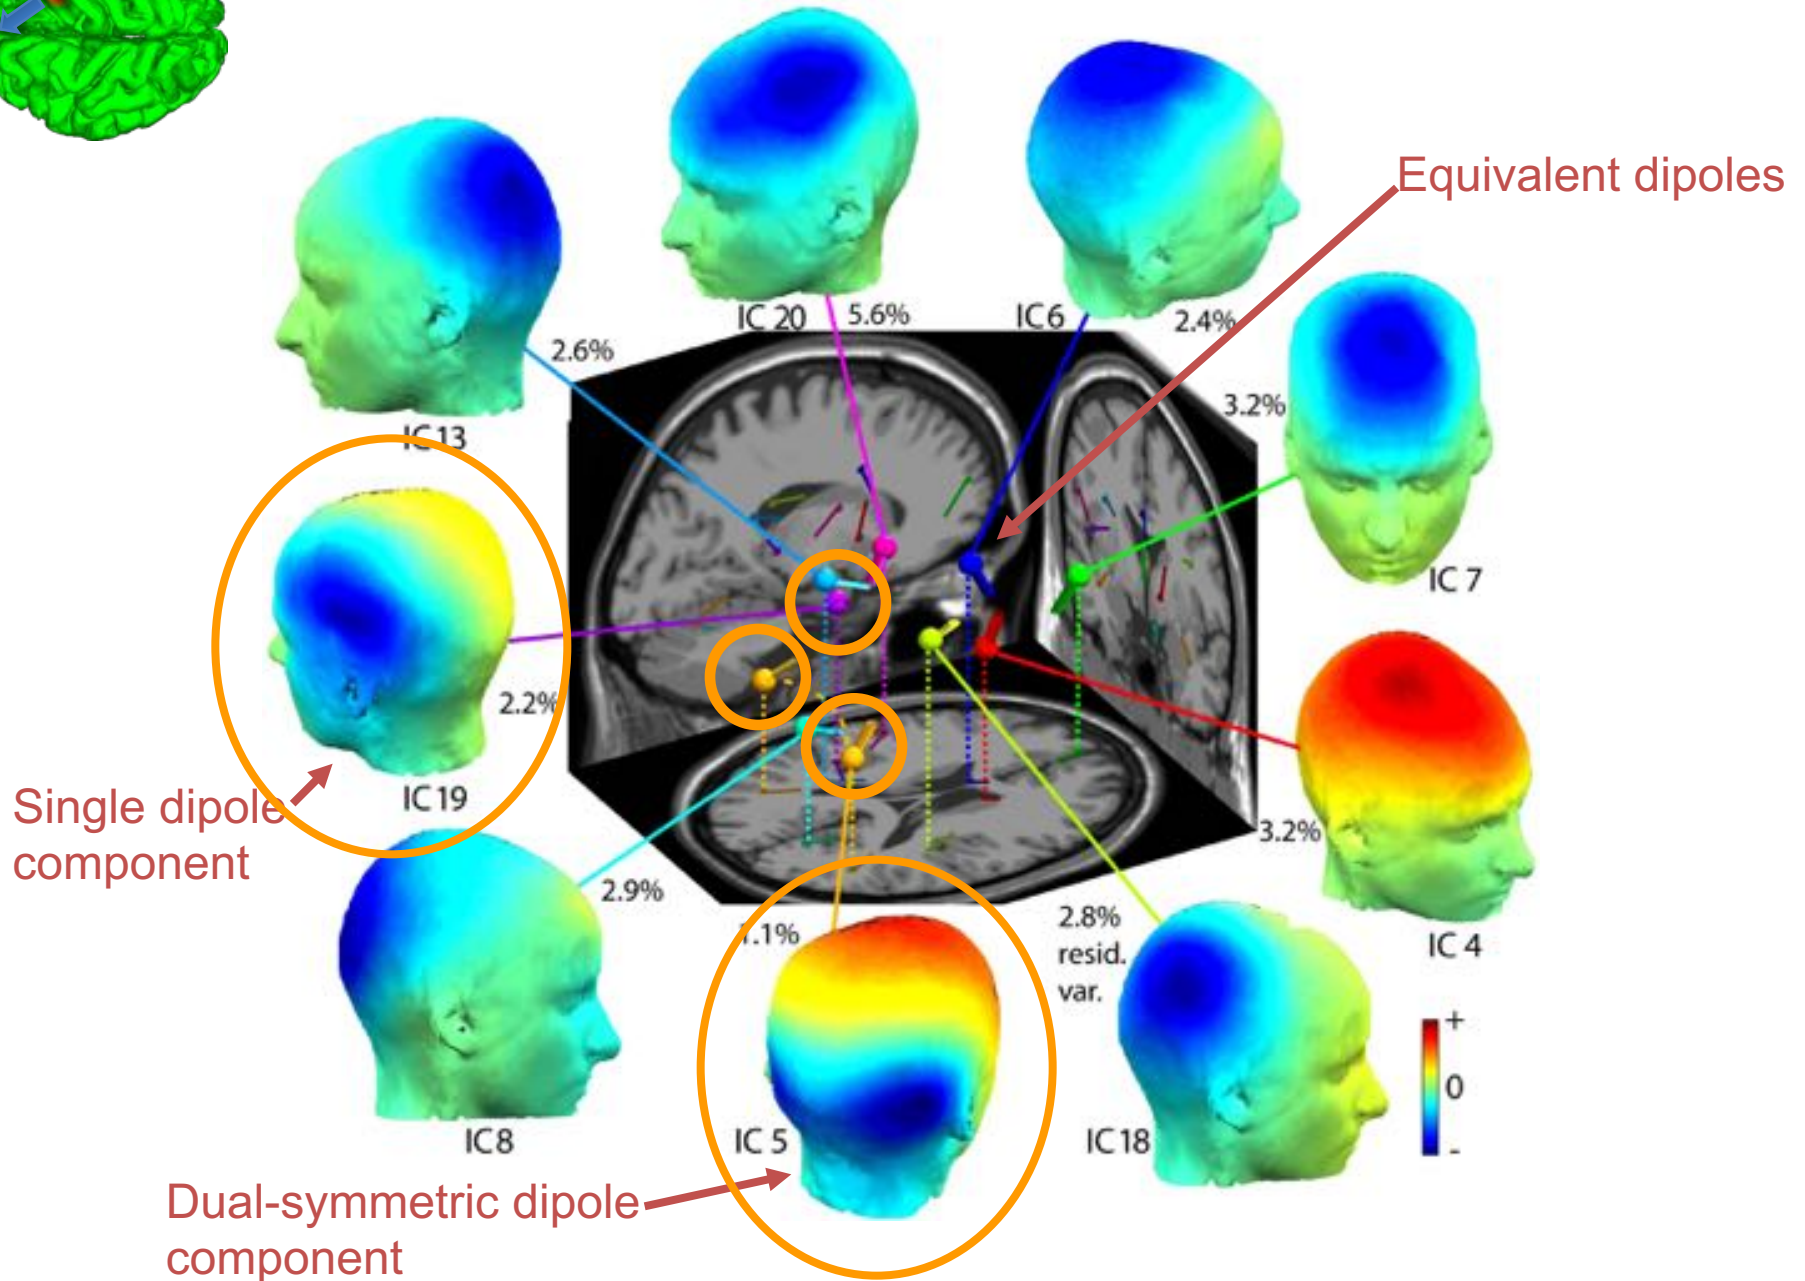 Equivalent dipoles
IC 20
5.6%
IC6
2.4%
2.6%
IC13
3.2%
IC 7
2.2%
IC19
Single dipole
component
3.2%
IC 4
2.9%
IC8
1.1%
IC 5
2.8%
resid.
var.
IC18
+
0
-
Dual-symmetric dipole
component